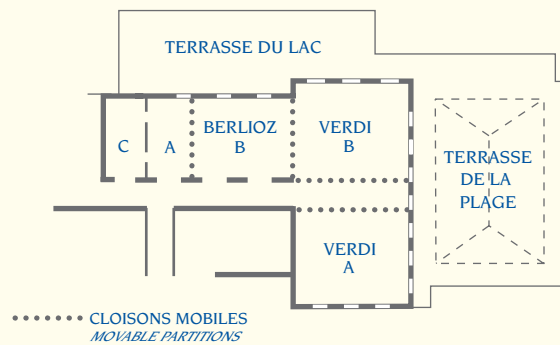 TERRASSE DU LAC
C
A
BERLIOZ
B
VERDI
B
TERRASSE
DE LA
PLAGE
VERDI
A
CLOISONS MOBILES
MOVABLE PARTITIONS